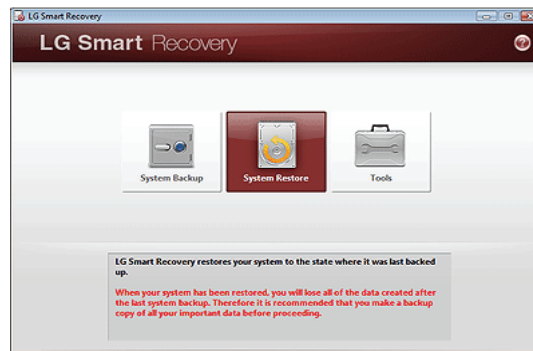 LG Smart Recovery
LG Smart Recovery
System Backup
System Restore
Tools
LG Smart Recovery restores your system to the state where it was last backed
up.
When your system has been restored, you will lose all of the data created after
the last system backup. Therefore it is recommended that you make a backup
copy of all your important data before proceeding.